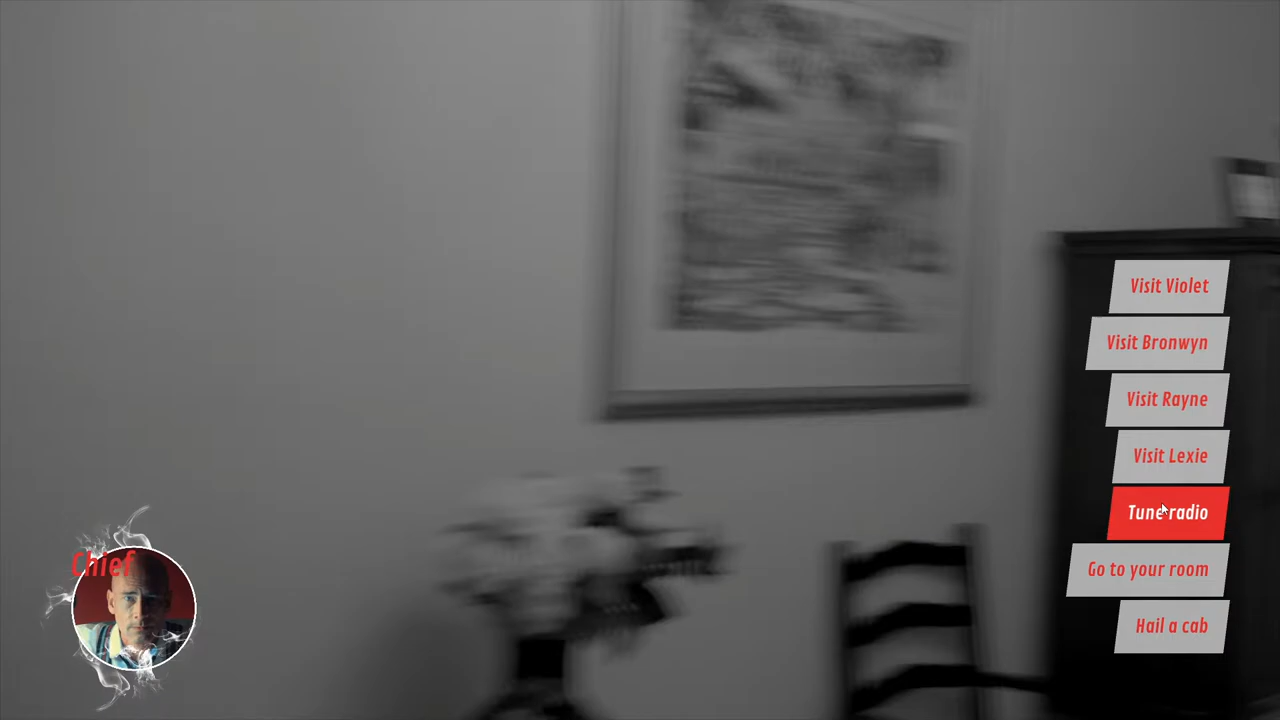 Visit Violet
Visit Bronwyn
Visit Rayne
Visit Lexie
Tune radio
Go to your room
Hail a cab
Chief